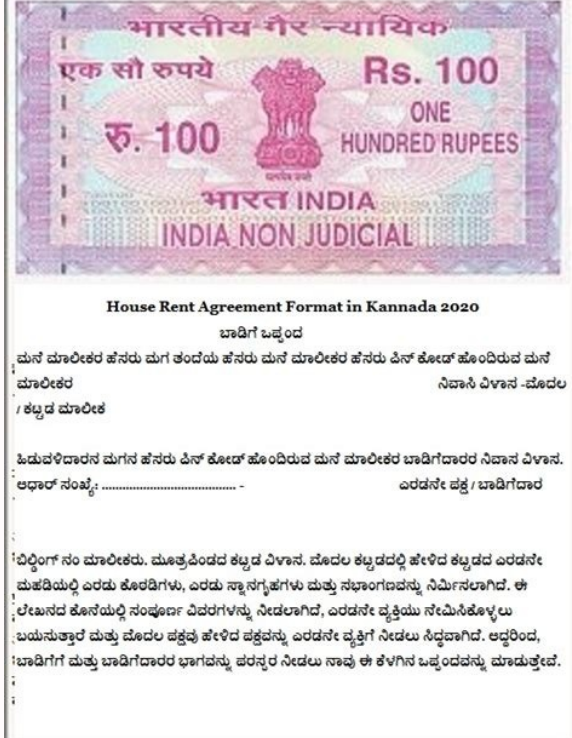 भारतीय गैर न्यायिक
एक सौ रुपये Rs. 100
रु. 100 ONE
HUNDRED RUPEES
सत्यमेव जयते
भारत INDIA
INDIA NON JUDICIAL
House Rent Agreement Format in Kannada 2020
ಬಾಡಿಗೆ ಒಪ್ಪಂದ
ಮನೆ ಮಾಲೀಕರ ಹೆಸರು ಮಗ ತಂದೆಯ ಹೆಸರು ಮನೆ ಮಾಲೀಕರ ಹೆಸರು ಪಿನ್ ಕೋಡ್ ಹೊಂದಿರುವ ಮನೆ
ಮಾಲೀಕರ ನಿವಾಸಿ ವಿಳಾಸ -ಮೊದಲ
/ ಕಟ್ಟಡ ಮಾಲೀಕ
ಹಿಡುವಳಿದಾರನ ಮಗನ ಹೆಸರು ಪಿನ್ ಕೋಡ್ ಹೊಂದಿರುವ ಮನೆ ಮಾಲೀಕರ ಬಾಡಿಗೆದಾರರ ನಿವಾಸ ವಿಳಾಸ.
ಆಧಾರ್ ಸಂಖ್ಯೆ: ........................................ - ಎರಡನೇ ಪಕ್ಷ / ಬಾಡಿಗೆದಾರ
ಬಿಲ್ಡಿಂಗ್ ನಂ ಮಾಲೀಕರು. ಮೂತ್ರಪಿಂಡದ ಕಟ್ಟಡ ವಿಳಾಸ. ಮೊದಲ ಕಟ್ಟಡದಲ್ಲಿ ಹೇಳಿದ ಕಟ್ಟಡದ ಎರಡನೇ
ಮಹಡಿಯಲ್ಲಿ ಎರಡು ಕೊಠಡಿಗಳು, ಎರಡು ಸ್ನಾನಗೃಹಗಳು ಮತ್ತು ಸಭಾಂಗಣವನ್ನು ನಿರ್ಮಿಸಲಾಗಿದೆ. ಈ
ಲೇಖನದ ಕೊನೆಯಲ್ಲಿ ಸಂಪೂರ್ಣ ವಿವರಗಳನ್ನು ನೀಡಲಾಗಿದೆ, ಎರಡನೇ ವ್ಯಕ್ತಿಯು ನೇಮಿಸಿಕೊಳ್ಳಲು
ಬಯಸುತ್ತಾರೆ ಮತ್ತು ಮೊದಲ ಪಕ್ಷವು ಹೇಳಿದ ಪಕ್ಷವನ್ನು ಎರಡನೇ ವ್ಯಕ್ತಿಗೆ ನೀಡಲು ಸಿದ್ಧವಾಗಿದೆ. ಆದ್ದರಿಂದ,
ಬಾಡಿಗೆಗೆ ಮತ್ತು ಬಾಡಿಗೆದಾರರ ಭಾಗವನ್ನು ಪರಸ್ಪರ ನೀಡಲು ನಾವು ಈ ಕೆಳಗಿನ ಒಪ್ಪಂದವನ್ನು ಮಾಡುತ್ತೇವೆ.